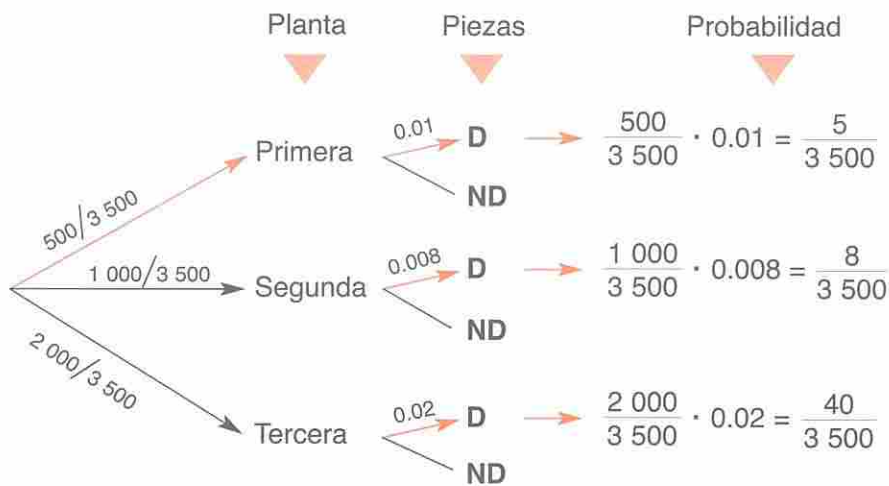 Planta Piezas Probabilidad
500/3 500 Primera 0.01 D 500/3 500 · 0.01 = 5/3 500
ND
1 000/3 500 Segunda 0.008 D 1 000/3 500 · 0.008 = 8/3 500
ND
2 000/3 500 Tercera 0.02 D 2 000/3 500 · 0.02 = 40/3 500
ND